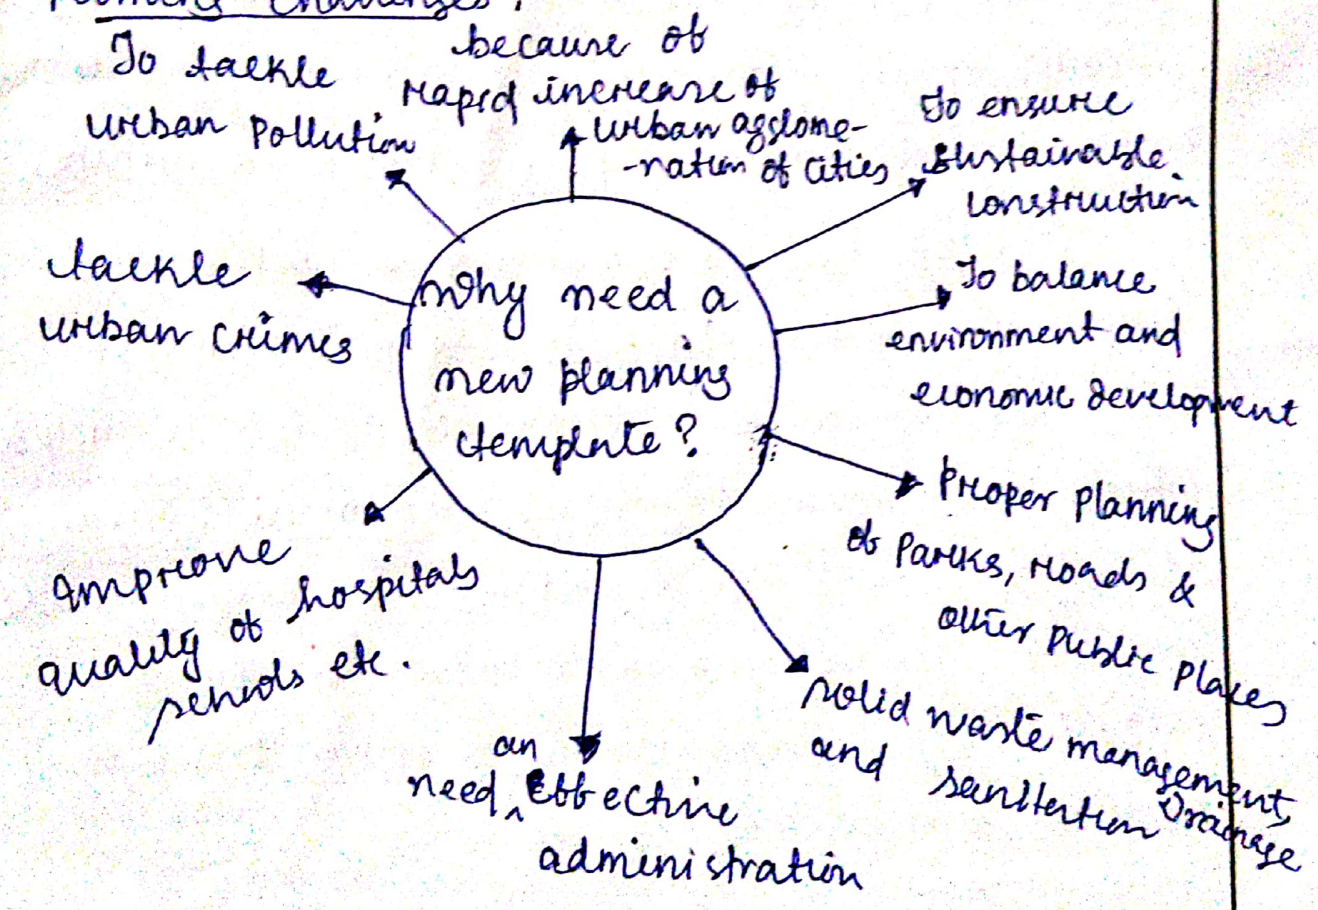 Planning Challenges:
To tackle
urban Pollution
because of
rapid increase of
urban agglome-
-ration of cities
To ensure
sustainable
construction
To balance
environment and
economic development
Proper planning
of Parks, roads &
other Public Places
solid waste management,
and sanitation Drainage
need ^ an Effective
administration
Improve
quality of hospitals
schools etc.
tackle
urban crimes
Why need a
new planning
template?